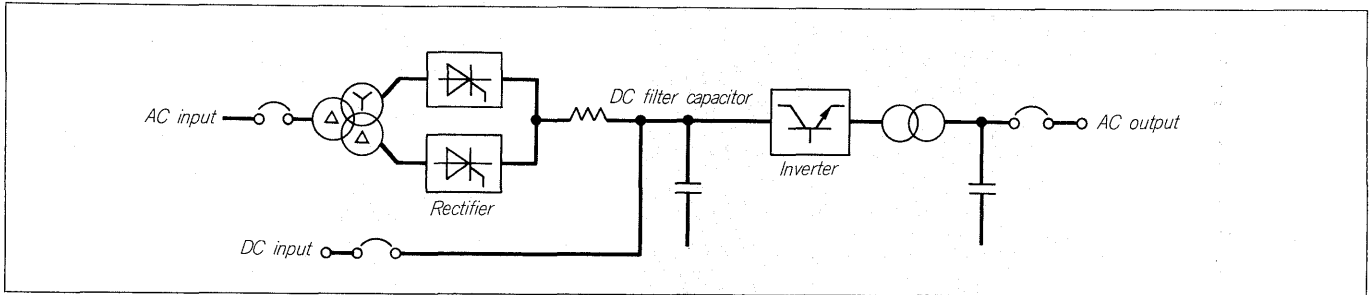 AC input
DC filter capacitor
Inverter
AC output
Rectifier
DC input